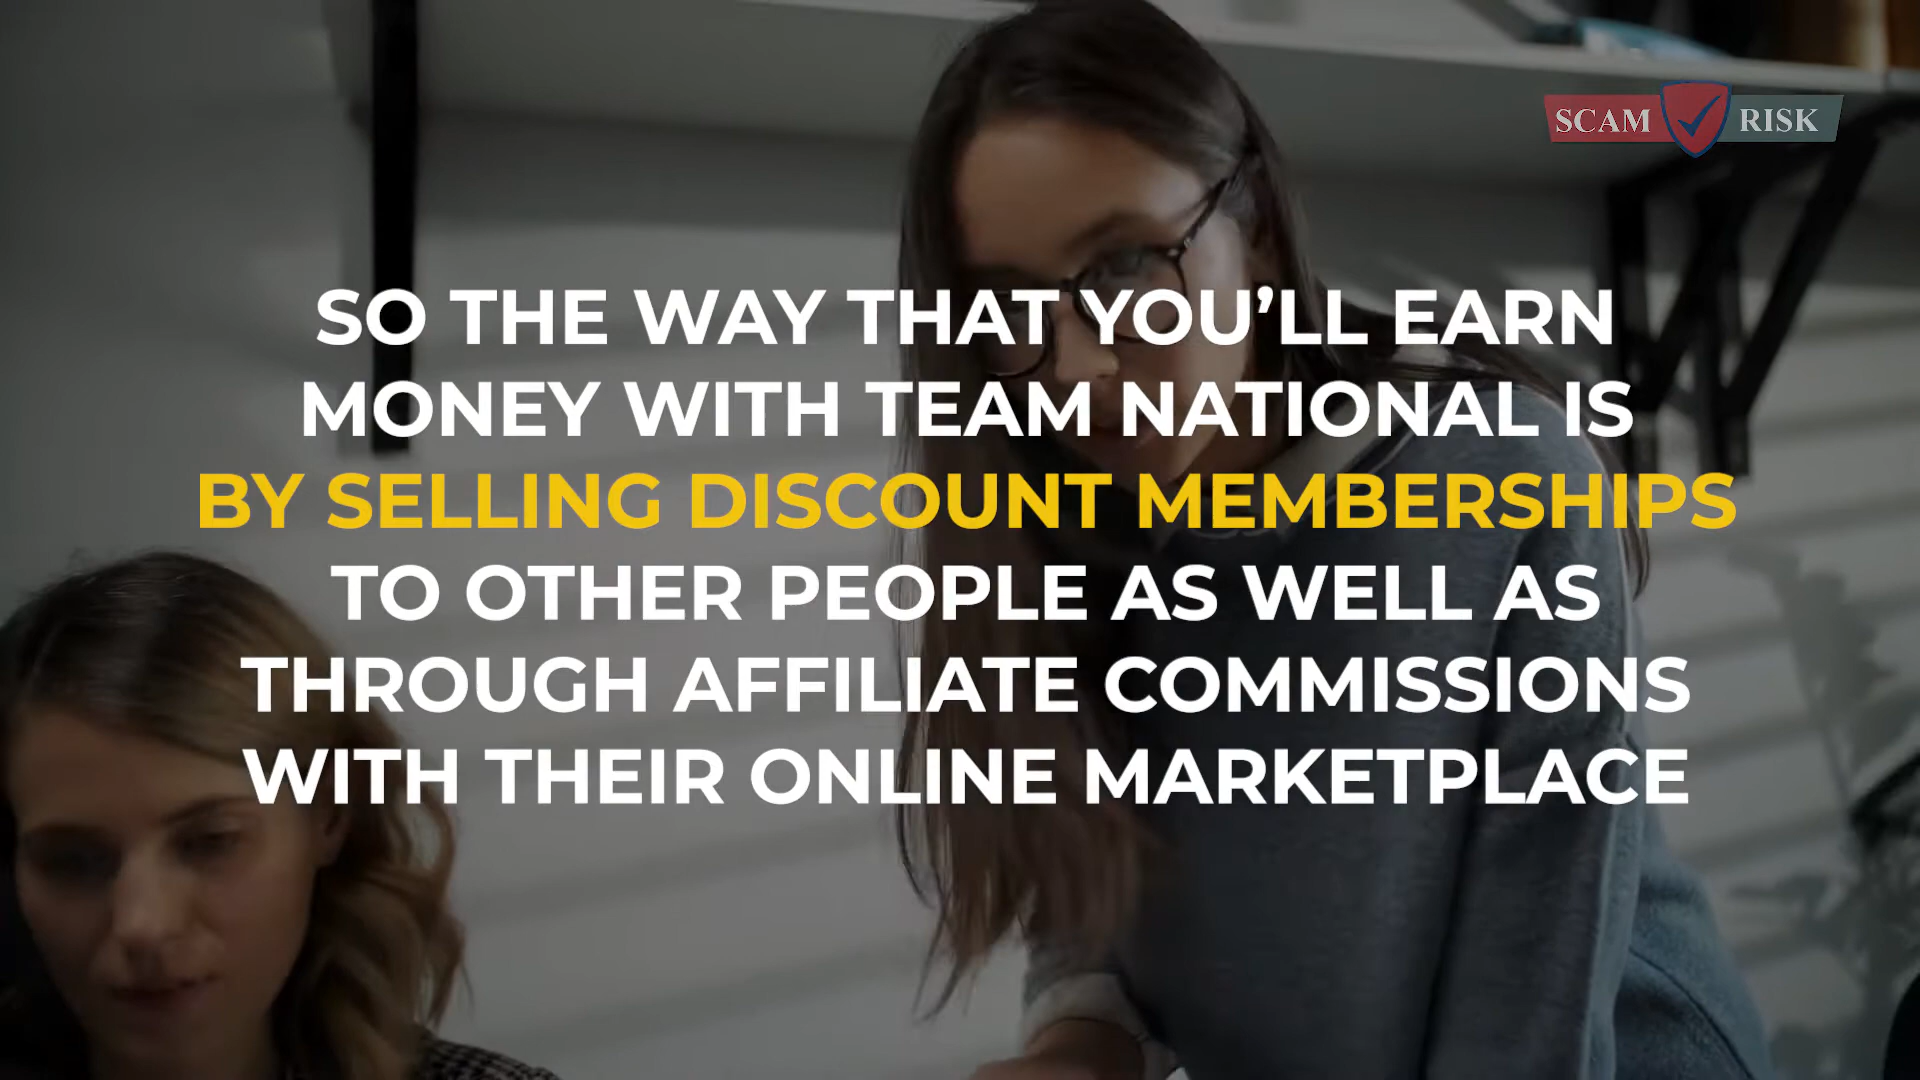 SCAM RISK
SO THE WAY THAT YOU’LL EARN
MONEY WITH TEAM NATIONAL IS
BY SELLING DISCOUNT MEMBERSHIPS
TO OTHER PEOPLE AS WELL AS
THROUGH AFFILIATE COMMISSIONS
WITH THEIR ONLINE MARKETPLACE